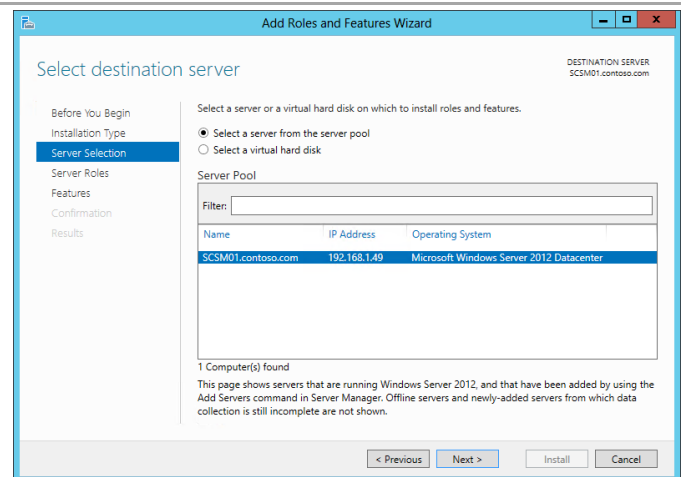 Add Roles and Features Wizard
Select destination server
DESTINATION SERVER
SCSM01.contoso.com
Before You Begin
Installation Type
Server Selection
Server Roles
Features
Confirmation
Results
Select a server or a virtual hard disk on which to install roles and features.
Select a server from the server pool
Select a virtual hard disk
Server Pool
Filter:
Name IP Address Operating System
SCSM01.contoso.com 192.168.1.49 Microsoft Windows Server 2012 Datacenter
1 Computer(s) found
This page shows servers that are running Windows Server 2012, and that have been added by using the
Add Servers command in Server Manager. Offline servers and newly-added servers from which data
collection is still incomplete are not shown.
< Previous Next > Install Cancel